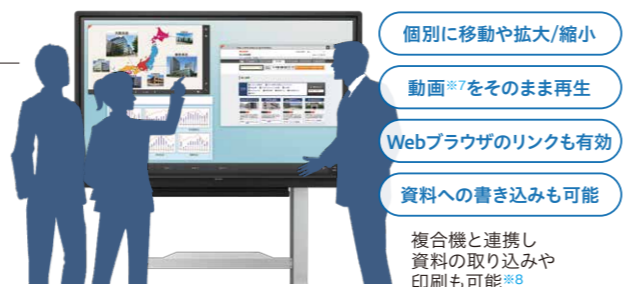 個別に移動や拡大/縮小
動画※7をそのまま再生
Webブラウザのリンクも有効
資料への書き込みも可能
複合機と連携し
資料の取り込みや
印刷も可能※8